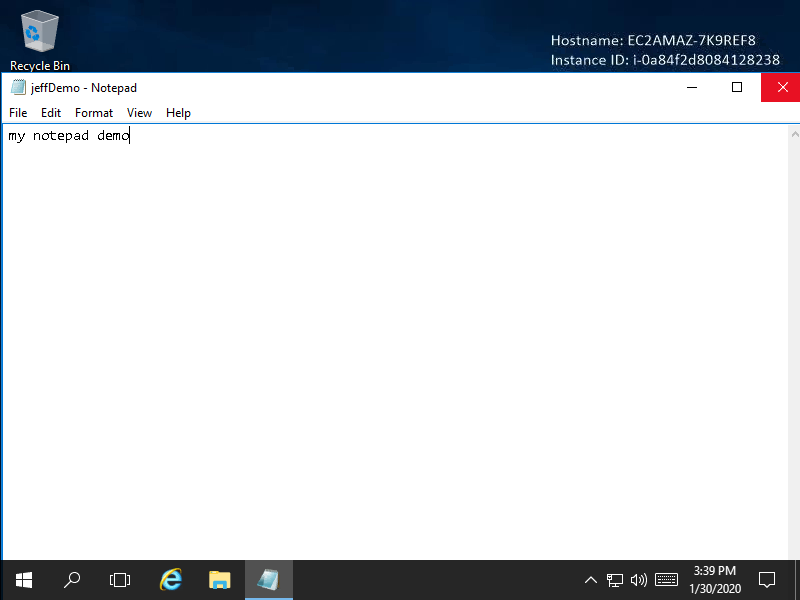 Hostname: EC2AMAZ-7K9REF8
Instance ID: i-0a84f2d8084128238
Recycle Bin
jeffDemo - Notepad
File Edit Format View Help
my notepad demo
3:39 PM
1/30/2020